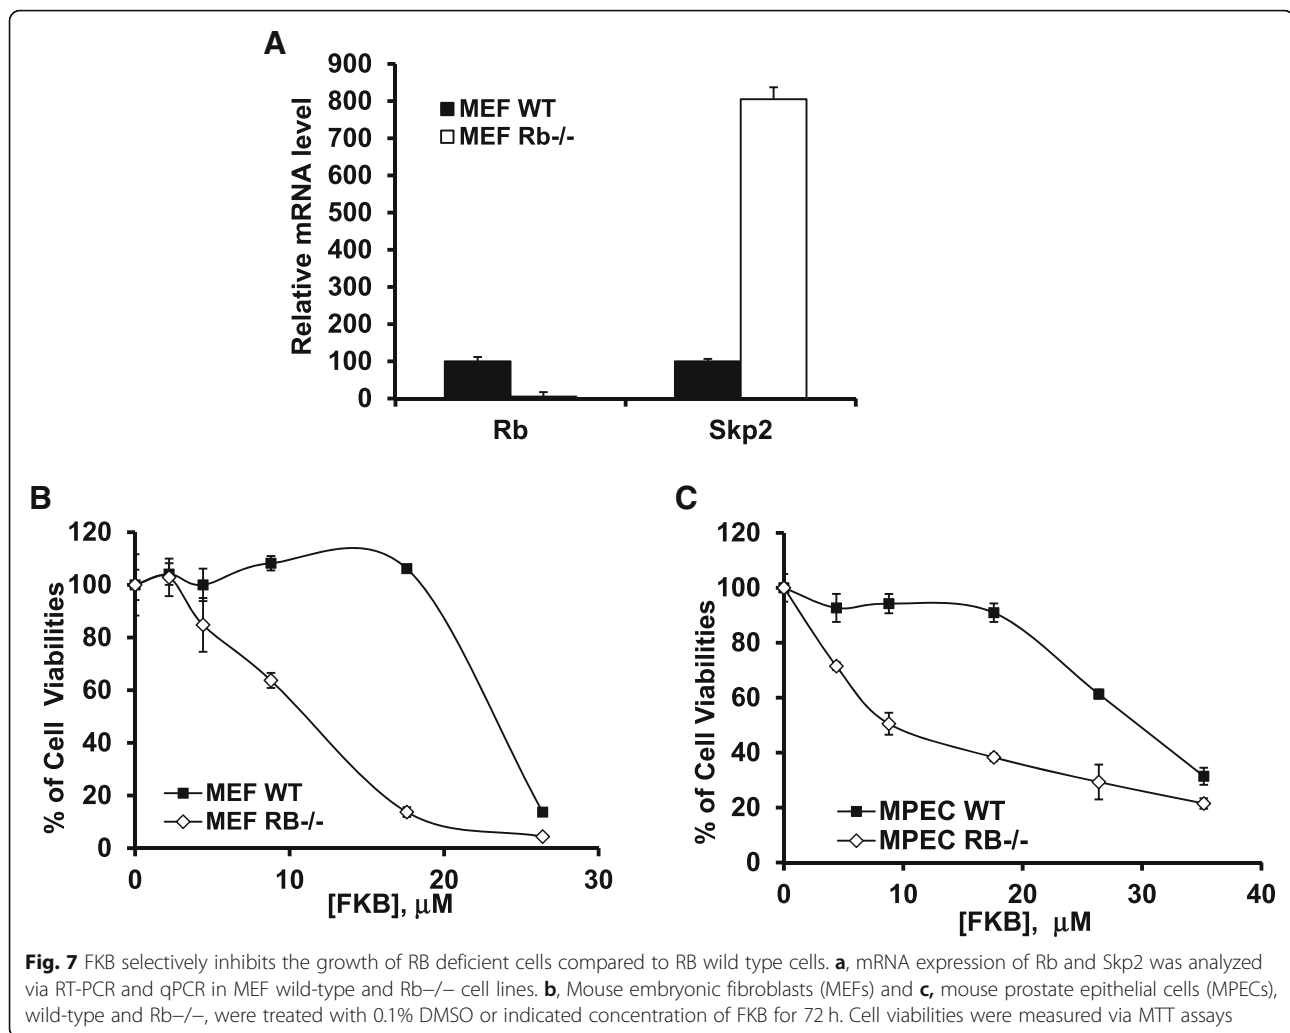 A
900
800
700
600
500
400
300
200
100
0
Relative mRNA level
MEF WT
MEF Rb-/-
Rb
Skp2
B
120
100
80
60
40
20
0
% of Cell Viabilities
MEF WT
MEF RB-/-
0
10
20
30
[FKB], μM
C
120
100
80
60
40
20
0
% of Cell Viabilities
MPEC WT
MPEC RB-/-
0
10
20
30
40
[FKB], μM
Fig. 7 FKB selectively inhibits the growth of RB deficient cells compared to RB wild type cells. a, mRNA expression of Rb and Skp2 was analyzed
via RT-PCR and qPCR in MEF wild-type and Rb−/− cell lines. b, Mouse embryonic fibroblasts (MEFs) and c, mouse prostate epithelial cells (MPECs),
wild-type and Rb−/−, were treated with 0.1% DMSO or indicated concentration of FKB for 72 h. Cell viabilities were measured via MTT assays